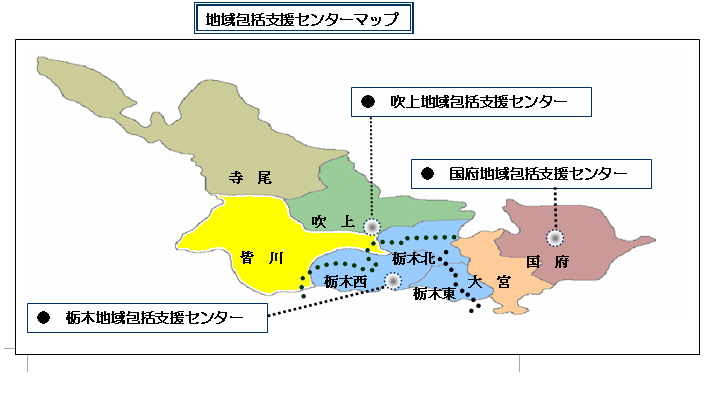 地域包括支援センターマップ
● 吹上地域包括支援センター
● 国府地域包括支援センター
寺 尾
吹 上
皆 川
栃木北
国 府
栃木西
大 宮
栃木東
● 栃木地域包括支援センター